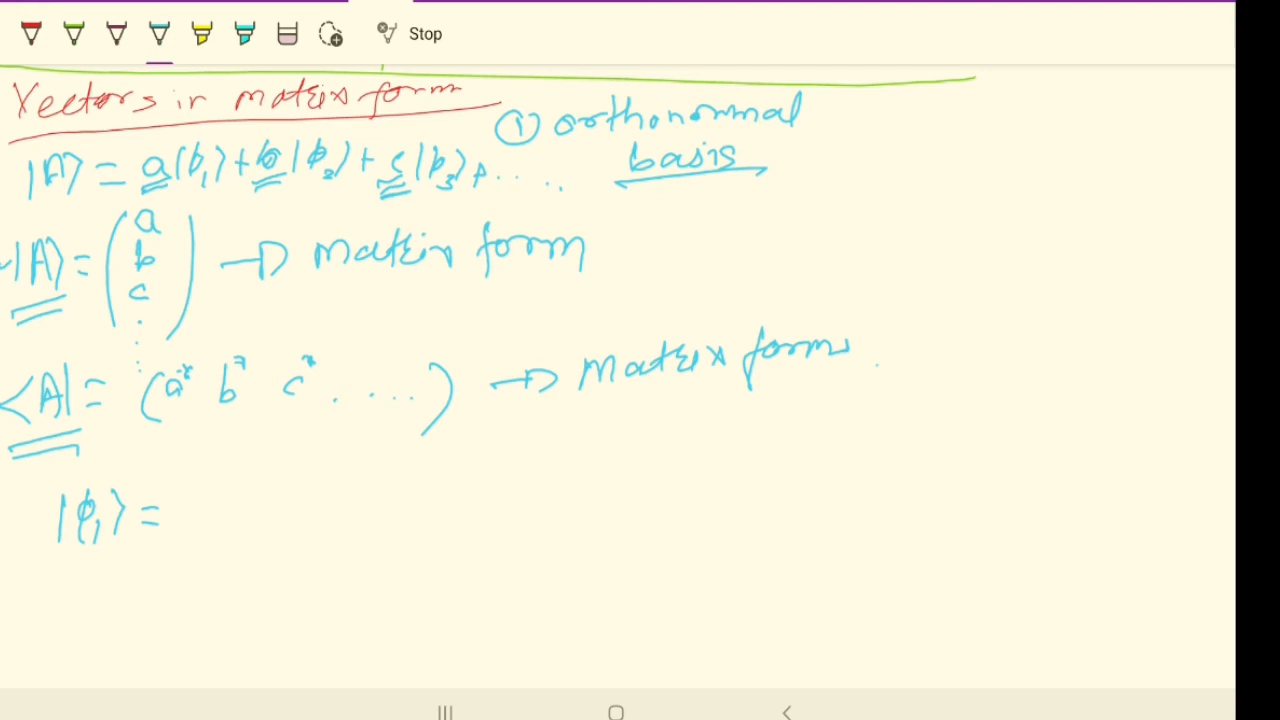 Stop
Vectors in matrix form
① orthonormal
basis
|A⟩ = a|ϕ₁⟩ + b|ϕ₂⟩ + c|ϕ₃⟩ + . . . . .
|A⟩ = ( a b c ⋮ ) → matrix form
⟨A| = ( a* b* c* . . . . ) → Matrix form .
|ϕ₁⟩ =